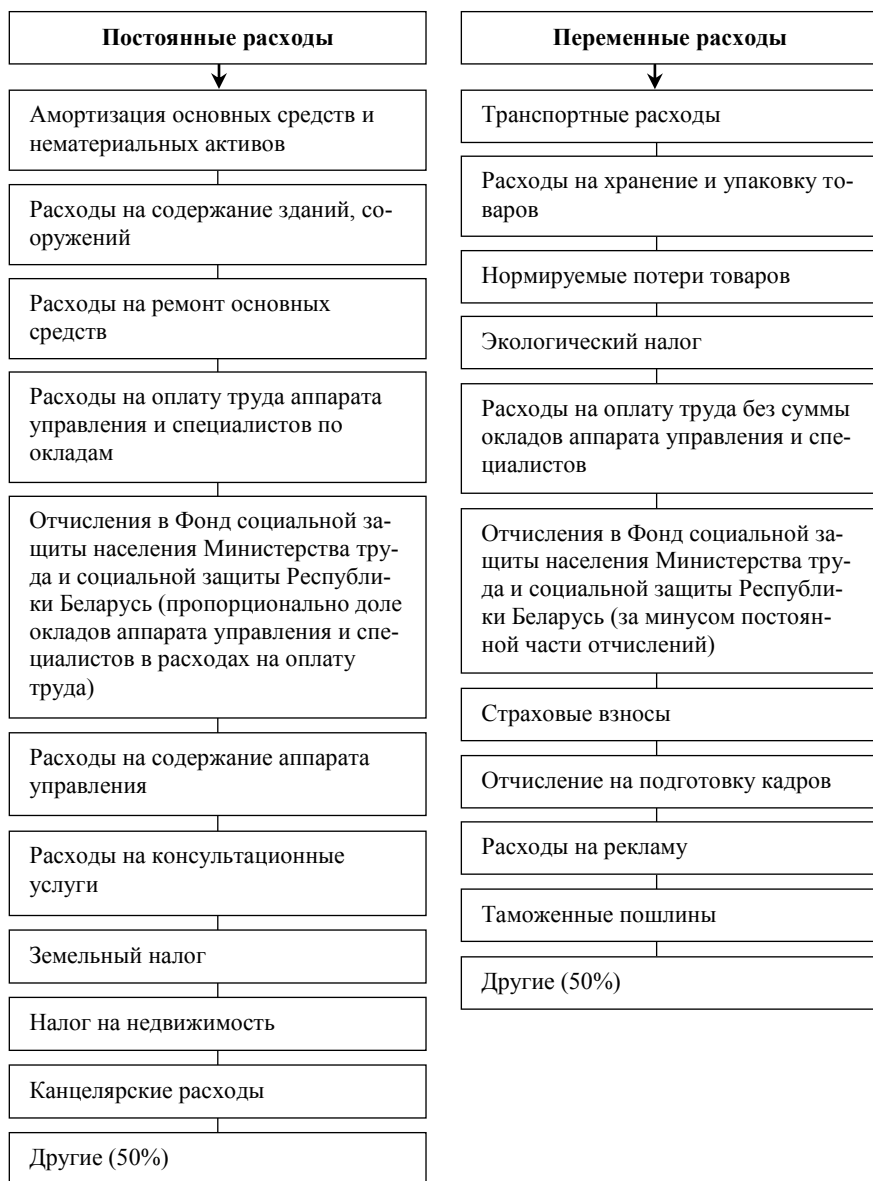 Постоянные расходы
Амортизация основных средств и
нематериальных активов
Расходы на содержание зданий, со-
оружений
Расходы на ремонт основных
средств
Расходы на оплату труда аппарата
управления и специалистов по
окладам
Отчисления в Фонд социальной за-
щиты населения Министерства тру-
да и социальной защиты Республи-
ки Беларусь (пропорционально доле
окладов аппарата управления и спе-
циалистов в расходах на оплату
труда)
Расходы на содержание аппарата
управления
Расходы на консультационные
услуги
Земельный налог
Налог на недвижимость
Канцелярские расходы
Другие (50%)
Переменные расходы
Транспортные расходы
Расходы на хранение и упаковку то-
варов
Нормируемые потери товаров
Экологический налог
Расходы на оплату труда без суммы
окладов аппарата управления и спе-
циалистов
Отчисления в Фонд социальной за-
щиты населения Министерства тру-
да и социальной защиты Республи-
ки Беларусь (за минусом постоян-
ной части отчислений)
Страховые взносы
Отчисление на подготовку кадров
Расходы на рекламу
Таможенные пошлины
Другие (50%)